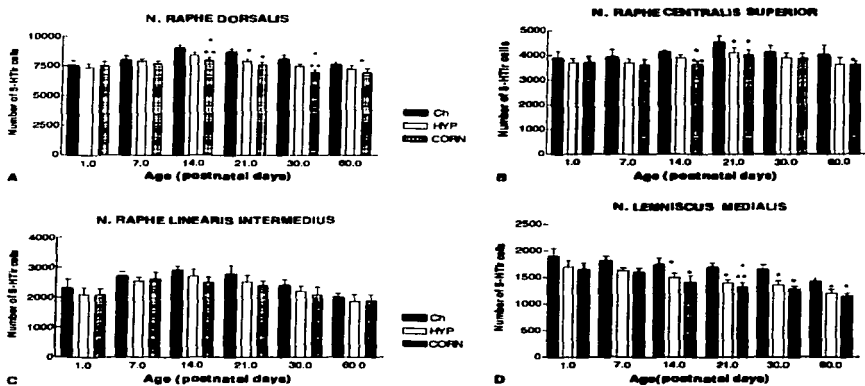 N. RAPHE DORSALIS
Number of 5-HTir cells
10000
7500
5000
2500
0
1.0 7.0 14.0 21.0 30.0 60.0
Age (postnatal days)
A
Ch
HYP
CORN
N. RAPHE CENTRALIS SUPERIOR
Number of 5-HTir cells
5000
4000
3000
2000
1000
0
1.0 7.0 14.0 21.0 30.0 60.0
Age (postnatal days)
B
N. RAPHE LINEARIS INTERMEDIUS
Number of 5-HTir cells
4000
3000
2000
1000
0
1.0 7.0 14.0 21.0 30.0 60.0
Age (postnatal days)
C
Ch
HYP
CORN
N. LEMNISCUS MEDIALIS
Number of 5-HTir cells
2500
2000
1500
1000
500
0
1.0 7.0 14.0 21.0 30.0 60.0
Age(postnatal days)
D